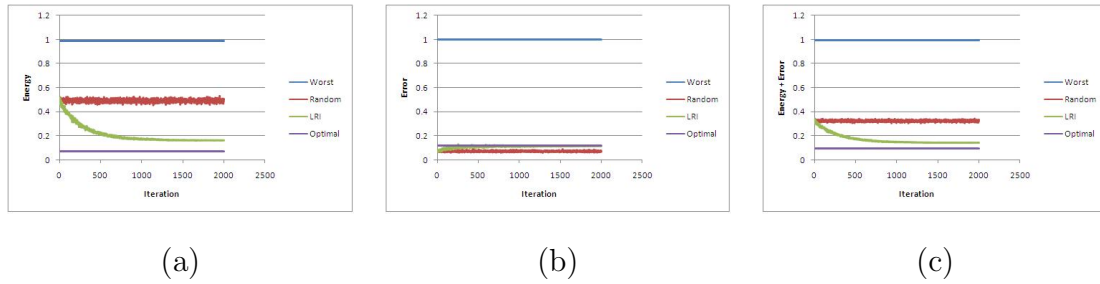 1.2
1
0.8
0.6
0.4
0.2
0
Energy
0 500 1000 1500 2000 2500
Iteration
Worst
Random
LRI
Optimal
(a)
1.2
1
0.8
0.6
0.4
0.2
0
Error
0 500 1000 1500 2000 2500
Iteration
Worst
Random
LRI
Optimal
(b)
1.2
1
0.8
0.6
0.4
0.2
0
Energy + Error
0 500 1000 1500 2000 2500
Iteration
Worst
Random
LRI
Optimal
(c)